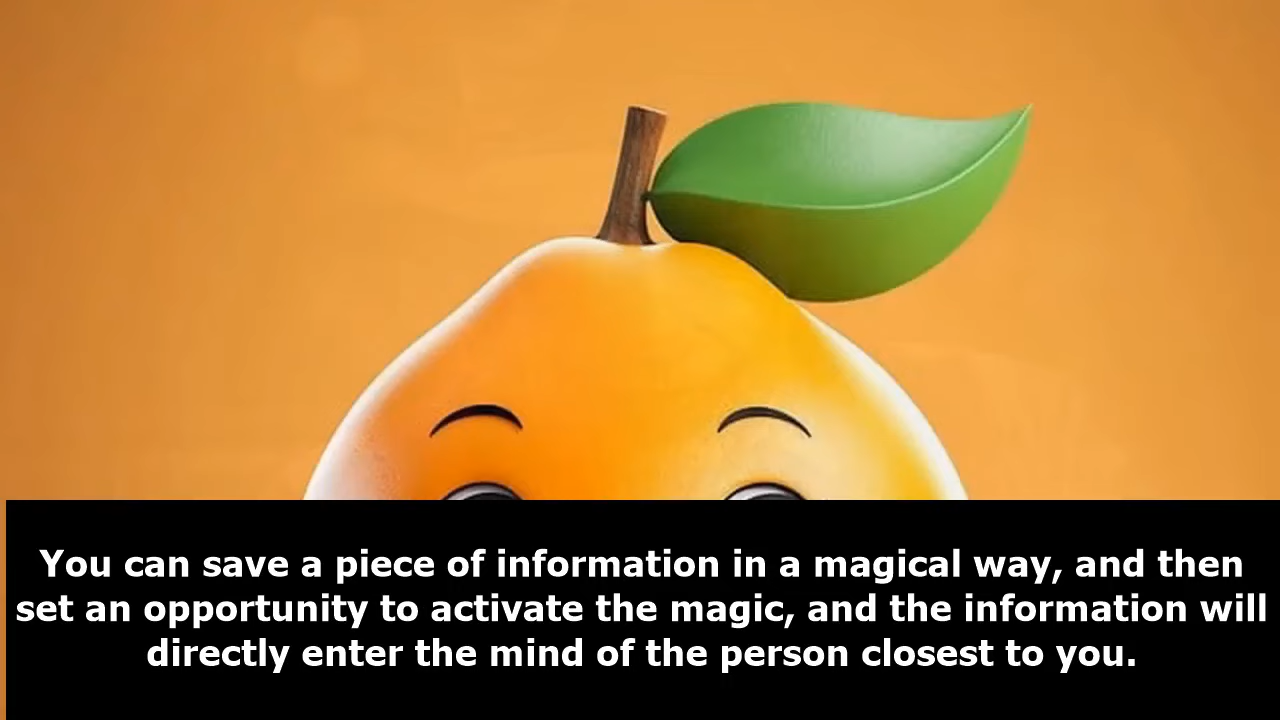 You can save a piece of information in a magical way, and then
set an opportunity to activate the magic, and the information will
directly enter the mind of the person closest to you.